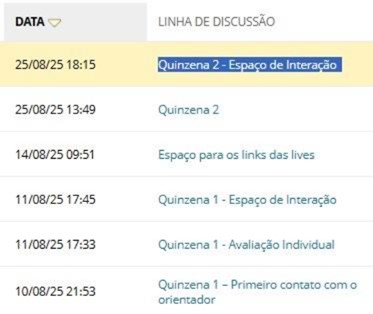 DATA LINHA DE DISCUSSÃO
25/08/25 18:15 Quinzena 2 - Espaço de Interação
25/08/25 13:49 Quinzena 2
14/08/25 09:51 Espaço para os links das lives
11/08/25 17:45 Quinzena 1 - Espaço de Interação
11/08/25 17:33 Quinzena 1 - Avaliação Individual
10/08/25 21:53 Quinzena 1 – Primeiro contato com o
orientador